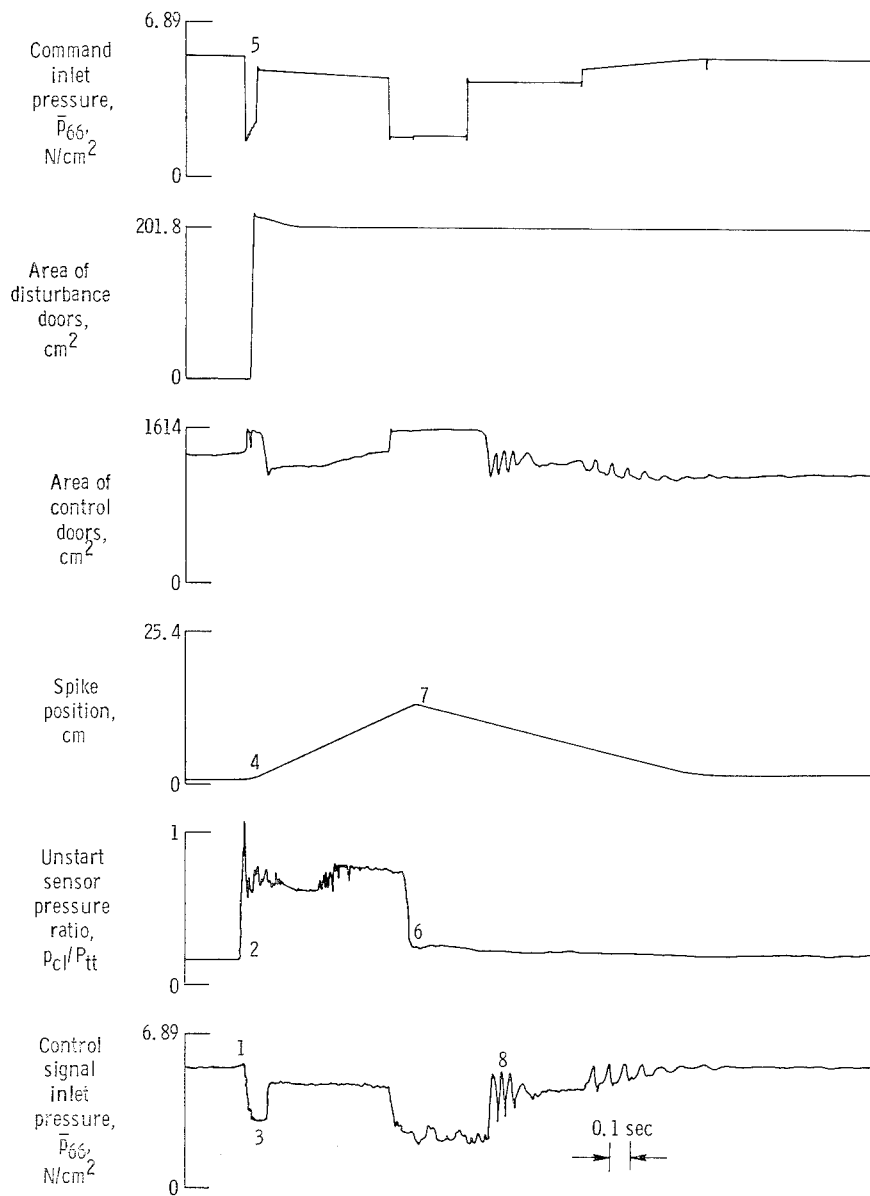 6.89
Command
inlet
pressure,
p̅66,
N/cm2
5
0
201.8
Area of
disturbance
doors,
cm2
0
1614
Area of
control
doors,
cm2
0
25.4
Spike
position,
cm
4
7
0
1
Unstart
sensor
pressure
ratio,
pcl/Ptt
2
6
0
6.89
Control
signal
inlet
pressure,
p̅66,
N/cm2
1
3
8
0.1 sec
0